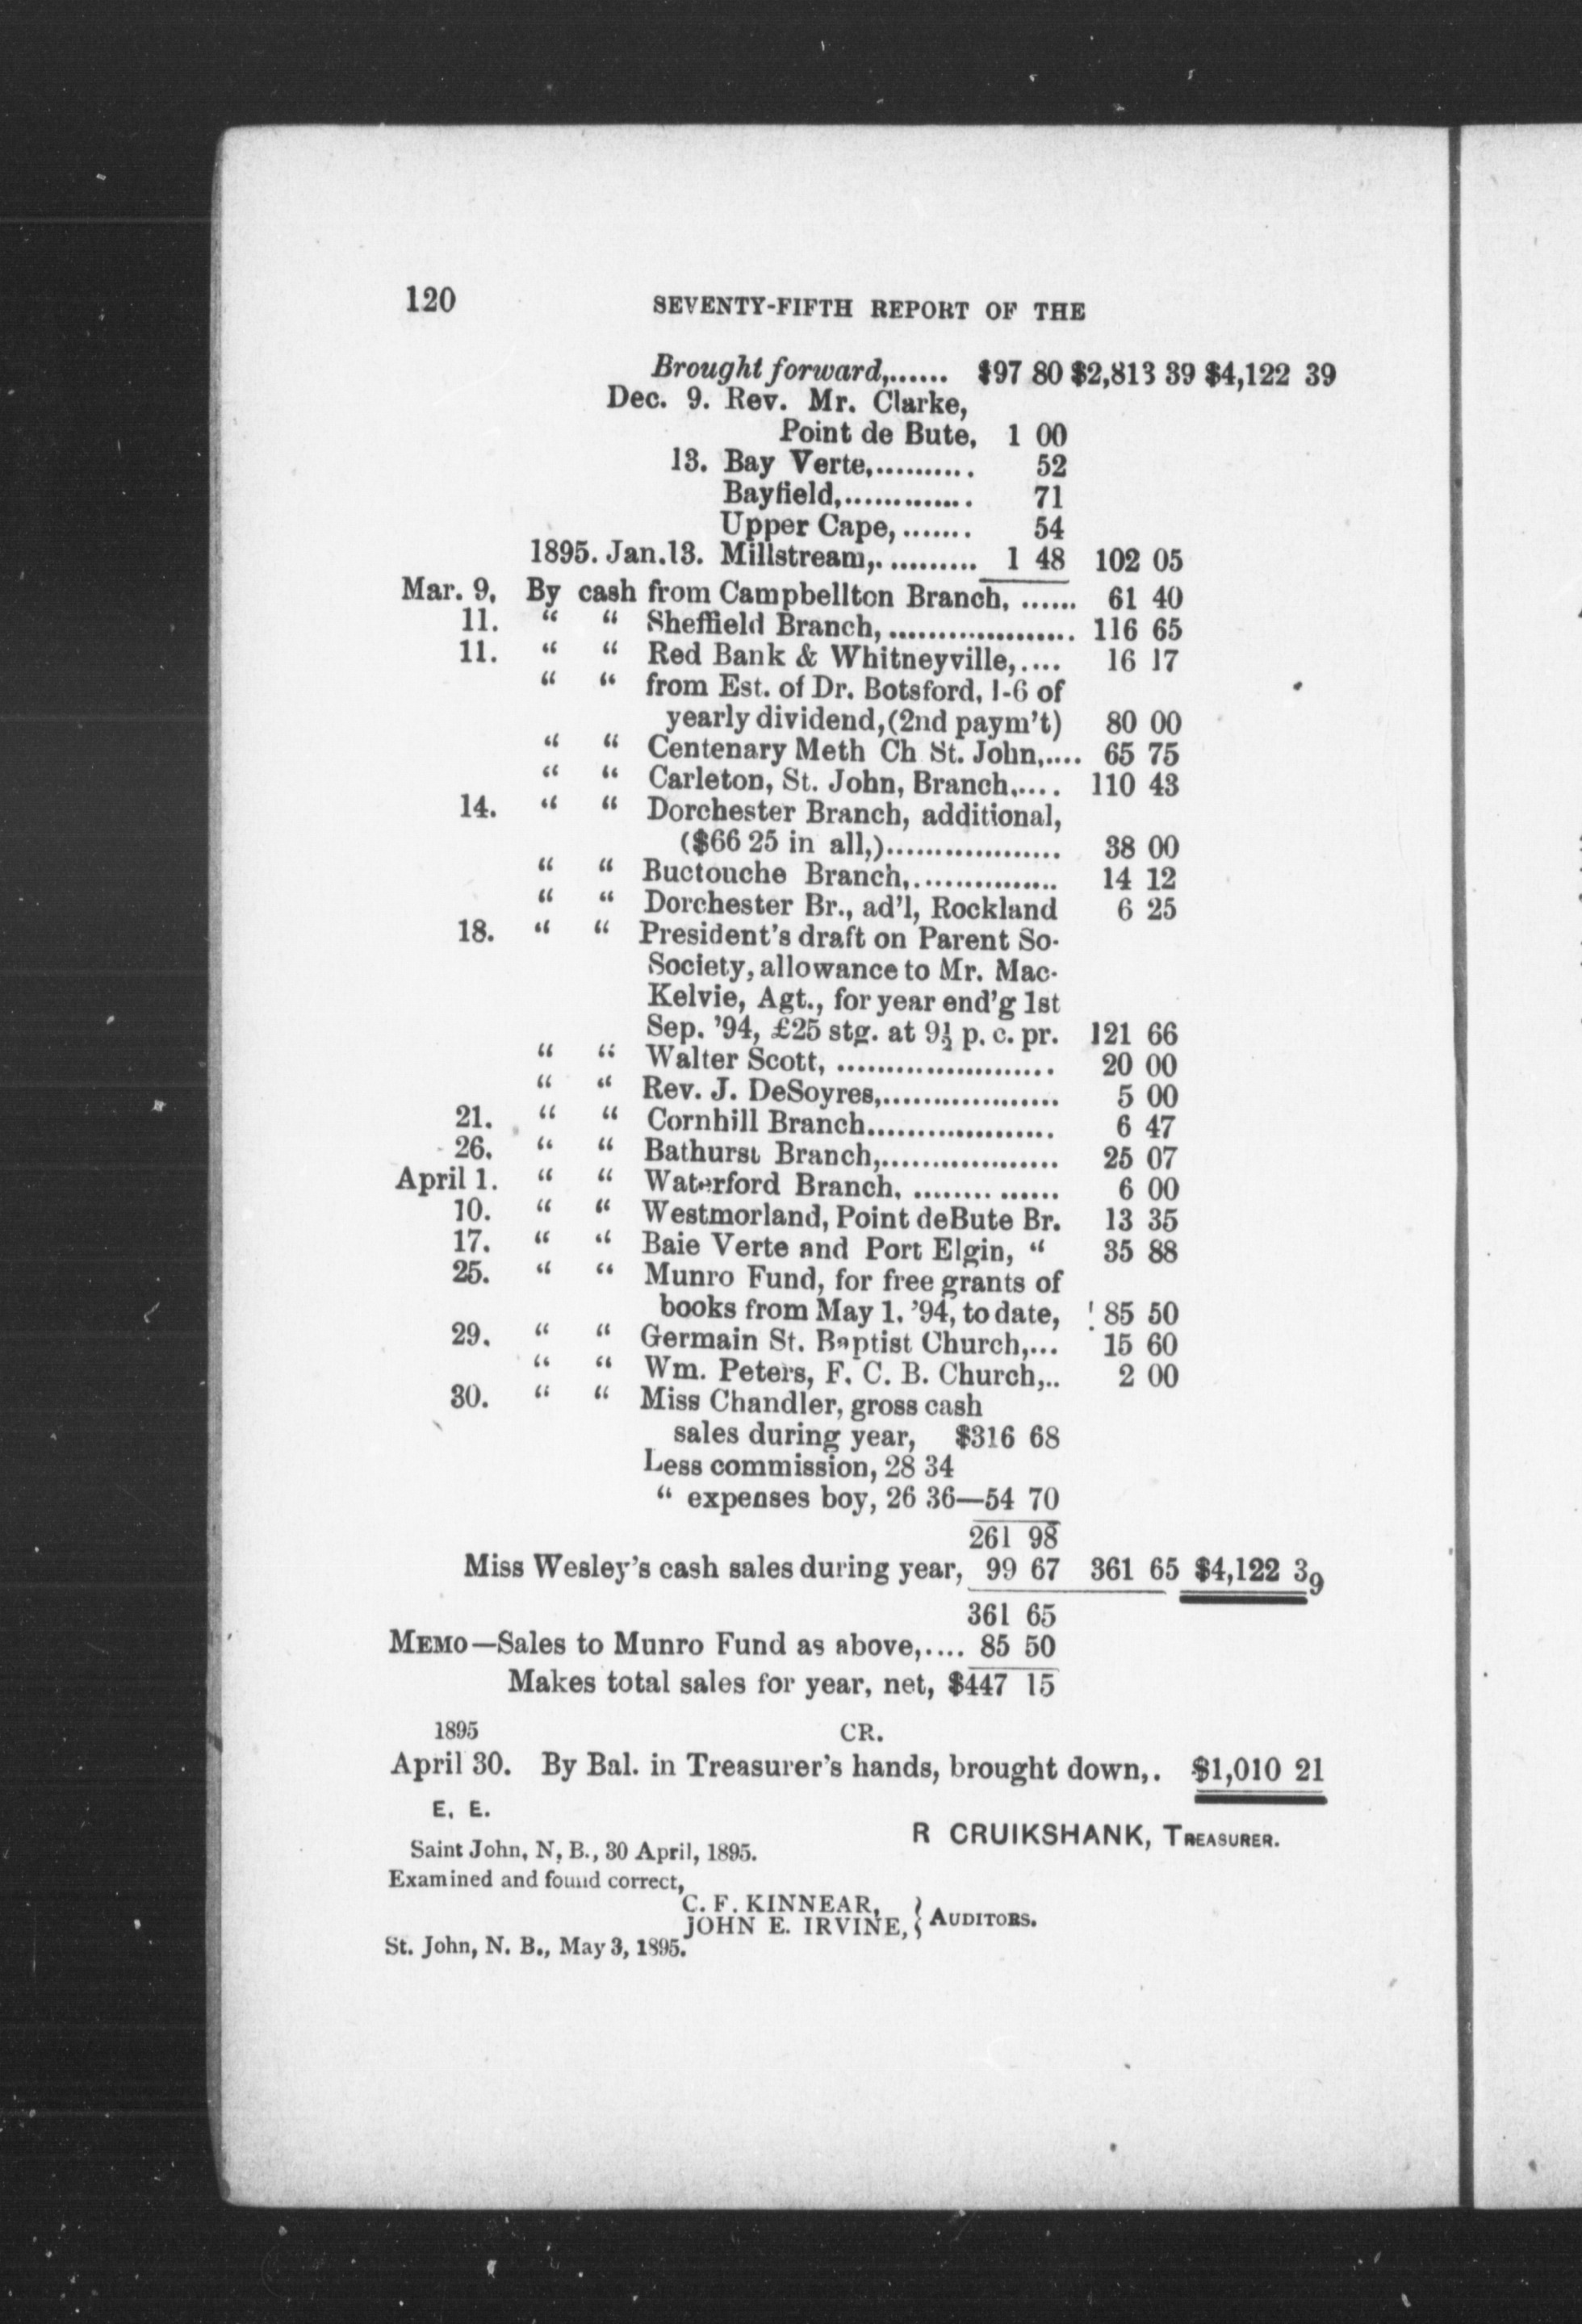 120 SEVENTY-FIFTH REPORT OF THE
Brought forward,...... $97 80 $2,813 39 $4,122 39
Dec. 9. Rev. Mr. Clarke,
Point de Bute, 1 00
13. Bay Verte,.......... 52
Bayfield,.............. 71
Upper Cape, ....... 54
1895. Jan.13. Millstream,. ......... 1 48 102 05
Mar. 9, By cash from Campbellton Branch, ...... 61 40
11. “ “ Sheffield Branch, ................... 116 65
11. “ “ Red Bank & Whitneyville,.... 16 17
“ “ from Est. of Dr. Botsford, 1-6 of
yearly dividend,(2nd paym't) 80 00
“ “ Centenary Meth Ch St. John,.... 65 75
“ “ Carleton, St. John, Branch,.... 110 43
14. “ “ Dorchester Branch, additional,
($66 25 in all,).................. 38 00
“ “ Buctouche Branch,............... 14 12
“ “ Dorchester Br., ad'l, Rockland 6 25
18. “ “ President's draft on Parent So-
Society, allowance to Mr. Mac-
Kelvie, Agt., for year end'g 1st
Sep. '94, £25 stg. at 9½ p. c. pr. 121 66
“ “ Walter Scott, ...................... 20 00
“ “ Rev. J. DeSoyres,.................. 5 00
21. “ “ Cornhill Branch................... 6 47
26. “ “ Bathurst Branch,.................. 25 07
April 1. “ “ Waterford Branch, ........ ...... 6 00
10. “ “ Westmorland, Point deBute Br. 13 35
17. “ “ Baie Verte and Port Elgin, “ 35 88
25. “ “ Munro Fund, for free grants of
books from May 1, '94, to date, 85 50
29. “ “ Germain St. Baptist Church,... 15 60
“ “ Wm. Peters, F. C. B. Church,.. 2 00
30. “ “ Miss Chandler, gross cash
sales during year, $316 68
Less commission, 28 34
“ expenses boy, 26 36—54 70
261 98
Miss Wesley's cash sales during year, 99 67 361 65 $4,122 39
361 65
MEMO—Sales to Munro Fund as above,.... 85 50
Makes total sales for year, net, $447 15
1895 CR.
April 30. By Bal. in Treasurer's hands, brought down,. $1,010 21
E. E.
R CRUIKSHANK, TREASURER.
Saint John, N, B., 30 April, 1895.
Examined and found correct,
C. F. KINNEAR, }
JOHN E. IRVINE, } AUDITORS.
St. John, N. B., May 3, 1895.